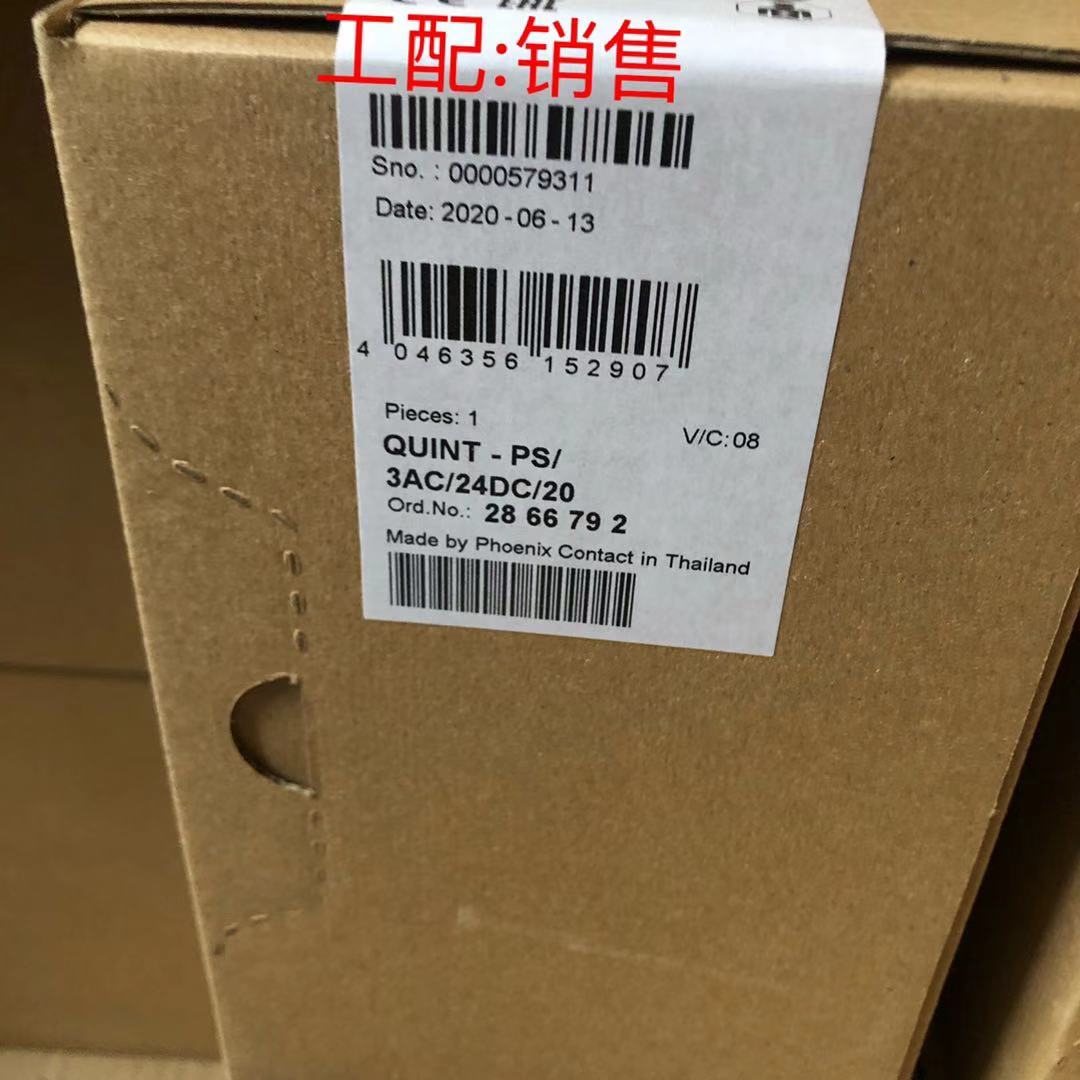 工配:销售
Sno. : 0000579311
Date: 2020-06-13
4 046356 152907
Pieces: 1
V/C:08
QUINT - PS/
3AC/24DC/20
Ord.No.: 28 66 79 2
Made by Phoenix Contact in Thailand